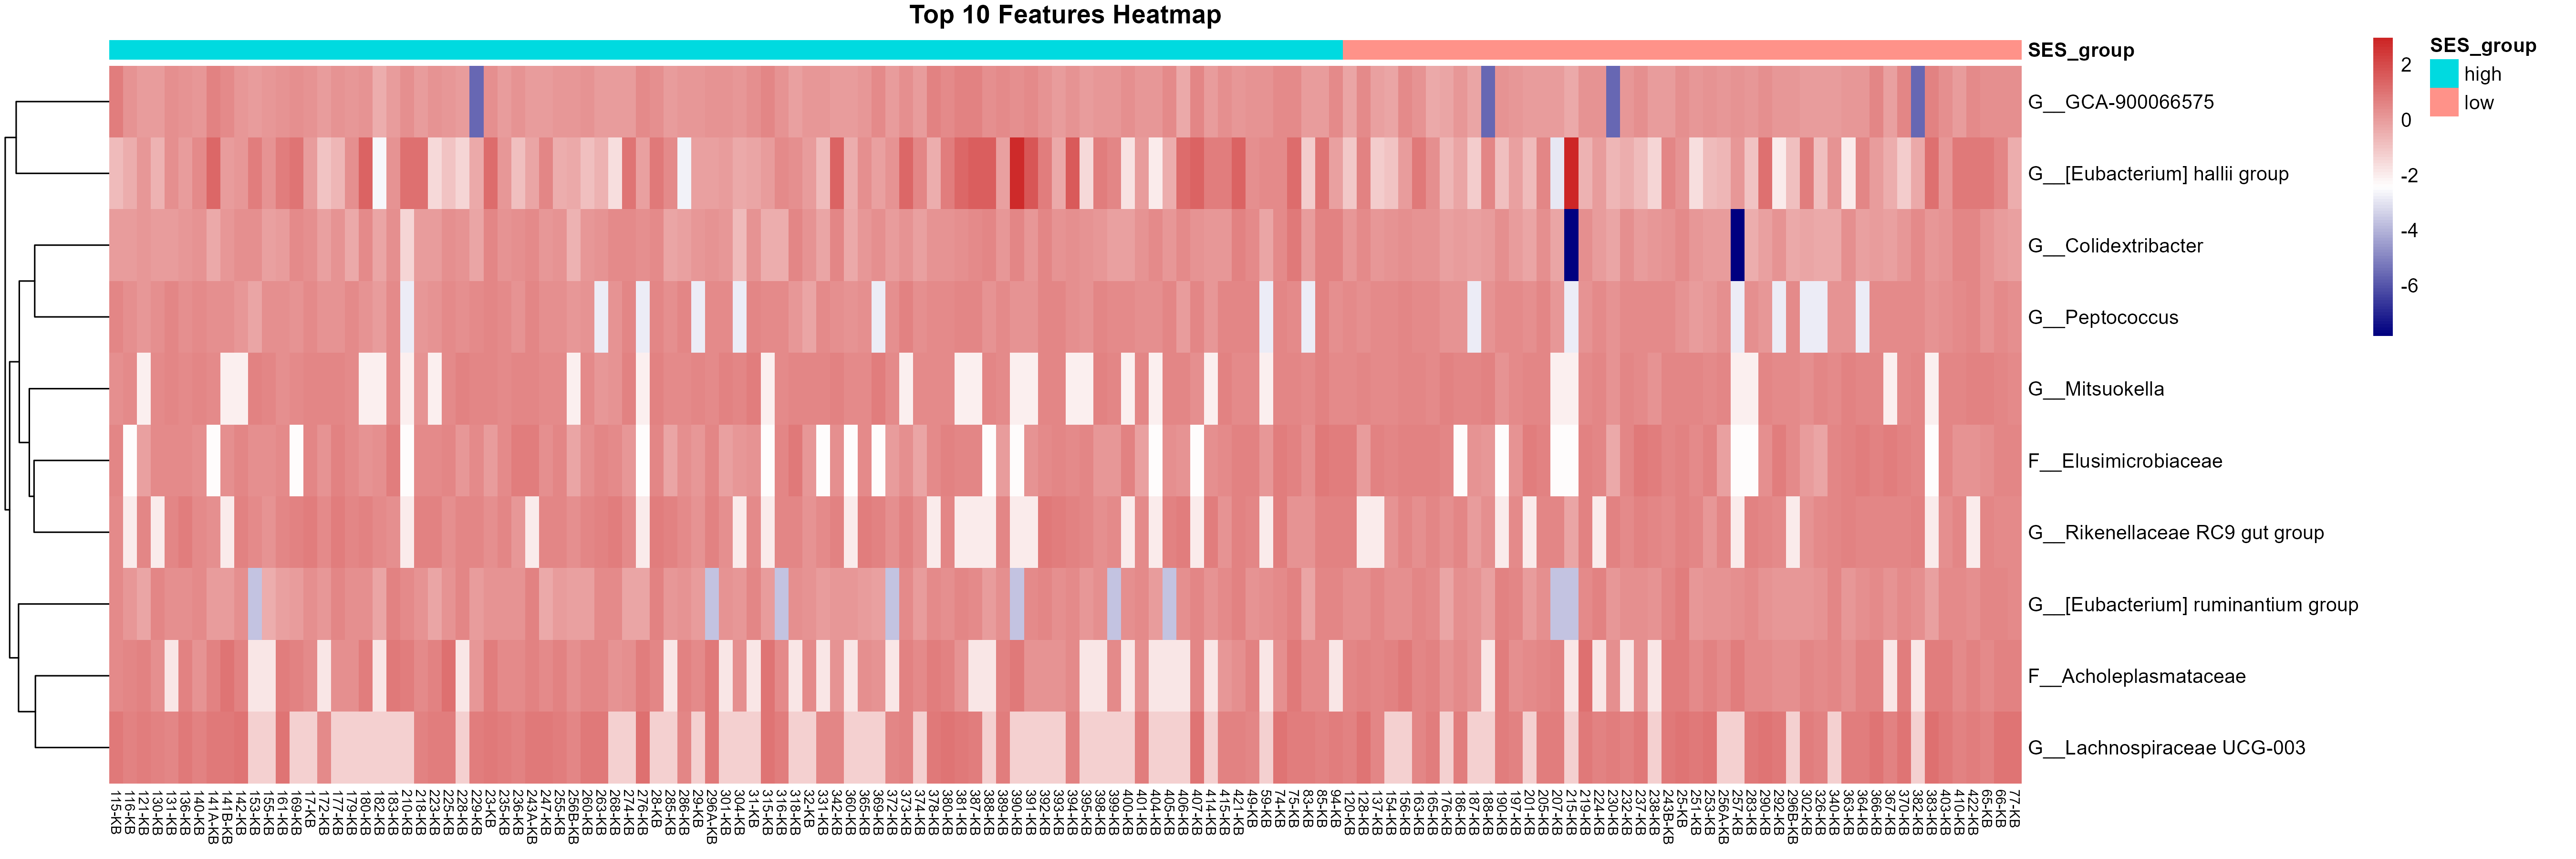 Top 10 Features Heatmap
SES_group
G__GCA-900066575
G__[Eubacterium] hallii group
G__Colidextribacter
G__Peptococcus
G__Mitsuokella
F__Elusimicrobiaceae
G__Rikenellaceae RC9 gut group
G__[Eubacterium] ruminantium group
F__Acholeplasmataceae
G__Lachnospiraceae UCG-003
115-KB
116-KB
121-KB
130-KB
131-KB
136-KB
140-KB
141A-KB
141B-KB
142-KB
153-KB
155-KB
161-KB
169-KB
17-KB
172-KB
177-KB
179-KB
180-KB
182-KB
183-KB
210-KB
218-KB
223-KB
225-KB
228-KB
229-KB
23-KB
235-KB
236-KB
243A-KB
247-KB
255-KB
256B-KB
260-KB
263-KB
268-KB
274-KB
276-KB
28-KB
285-KB
286-KB
29-KB
296A-KB
301-KB
304-KB
31-KB
315-KB
316-KB
318-KB
32-KB
331-KB
342-KB
360-KB
365-KB
369-KB
372-KB
373-KB
374-KB
378-KB
380-KB
381-KB
387-KB
388-KB
389-KB
390-KB
391-KB
392-KB
393-KB
394-KB
395-KB
398-KB
399-KB
400-KB
401-KB
404-KB
405-KB
406-KB
407-KB
414-KB
415-KB
421-KB
49-KB
59-KB
74-KB
75-KB
83-KB
85-KB
94-KB
120-KB
128-KB
137-KB
154-KB
156-KB
163-KB
165-KB
176-KB
186-KB
187-KB
188-KB
190-KB
197-KB
201-KB
205-KB
207-KB
215-KB
219-KB
224-KB
230-KB
232-KB
237-KB
238-KB
243B-KB
25-KB
251-KB
253-KB
256A-KB
257-KB
283-KB
290-KB
292-KB
296B-KB
302-KB
326-KB
340-KB
363-KB
364-KB
366-KB
367-KB
370-KB
382-KB
383-KB
403-KB
410-KB
422-KB
65-KB
66-KB
77-KB
2
0
-2
-4
-6
SES_group
high
low